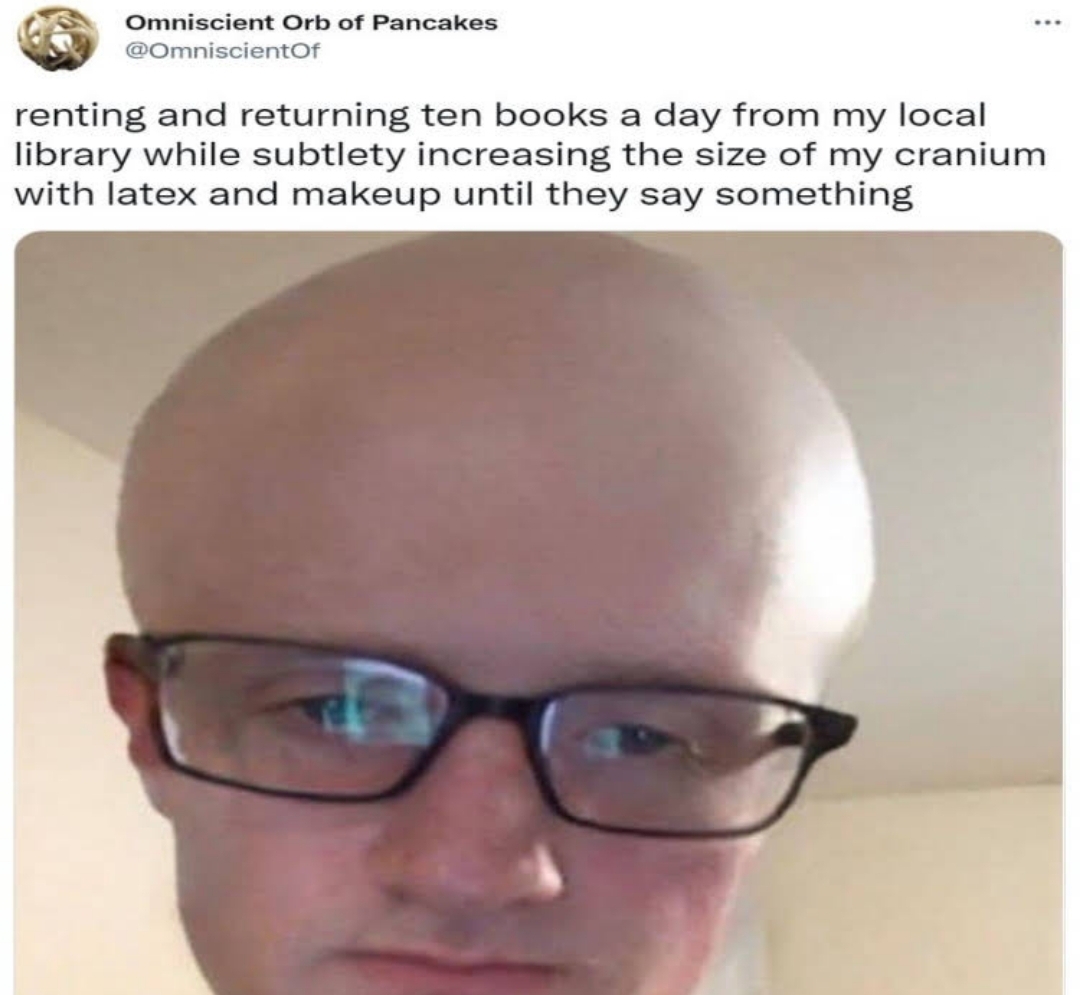 Omniscient Orb of Pancakes
@OmniscientOf
renting and returning ten books a day from my local
library while subtlety increasing the size of my cranium
with latex and makeup until they say something